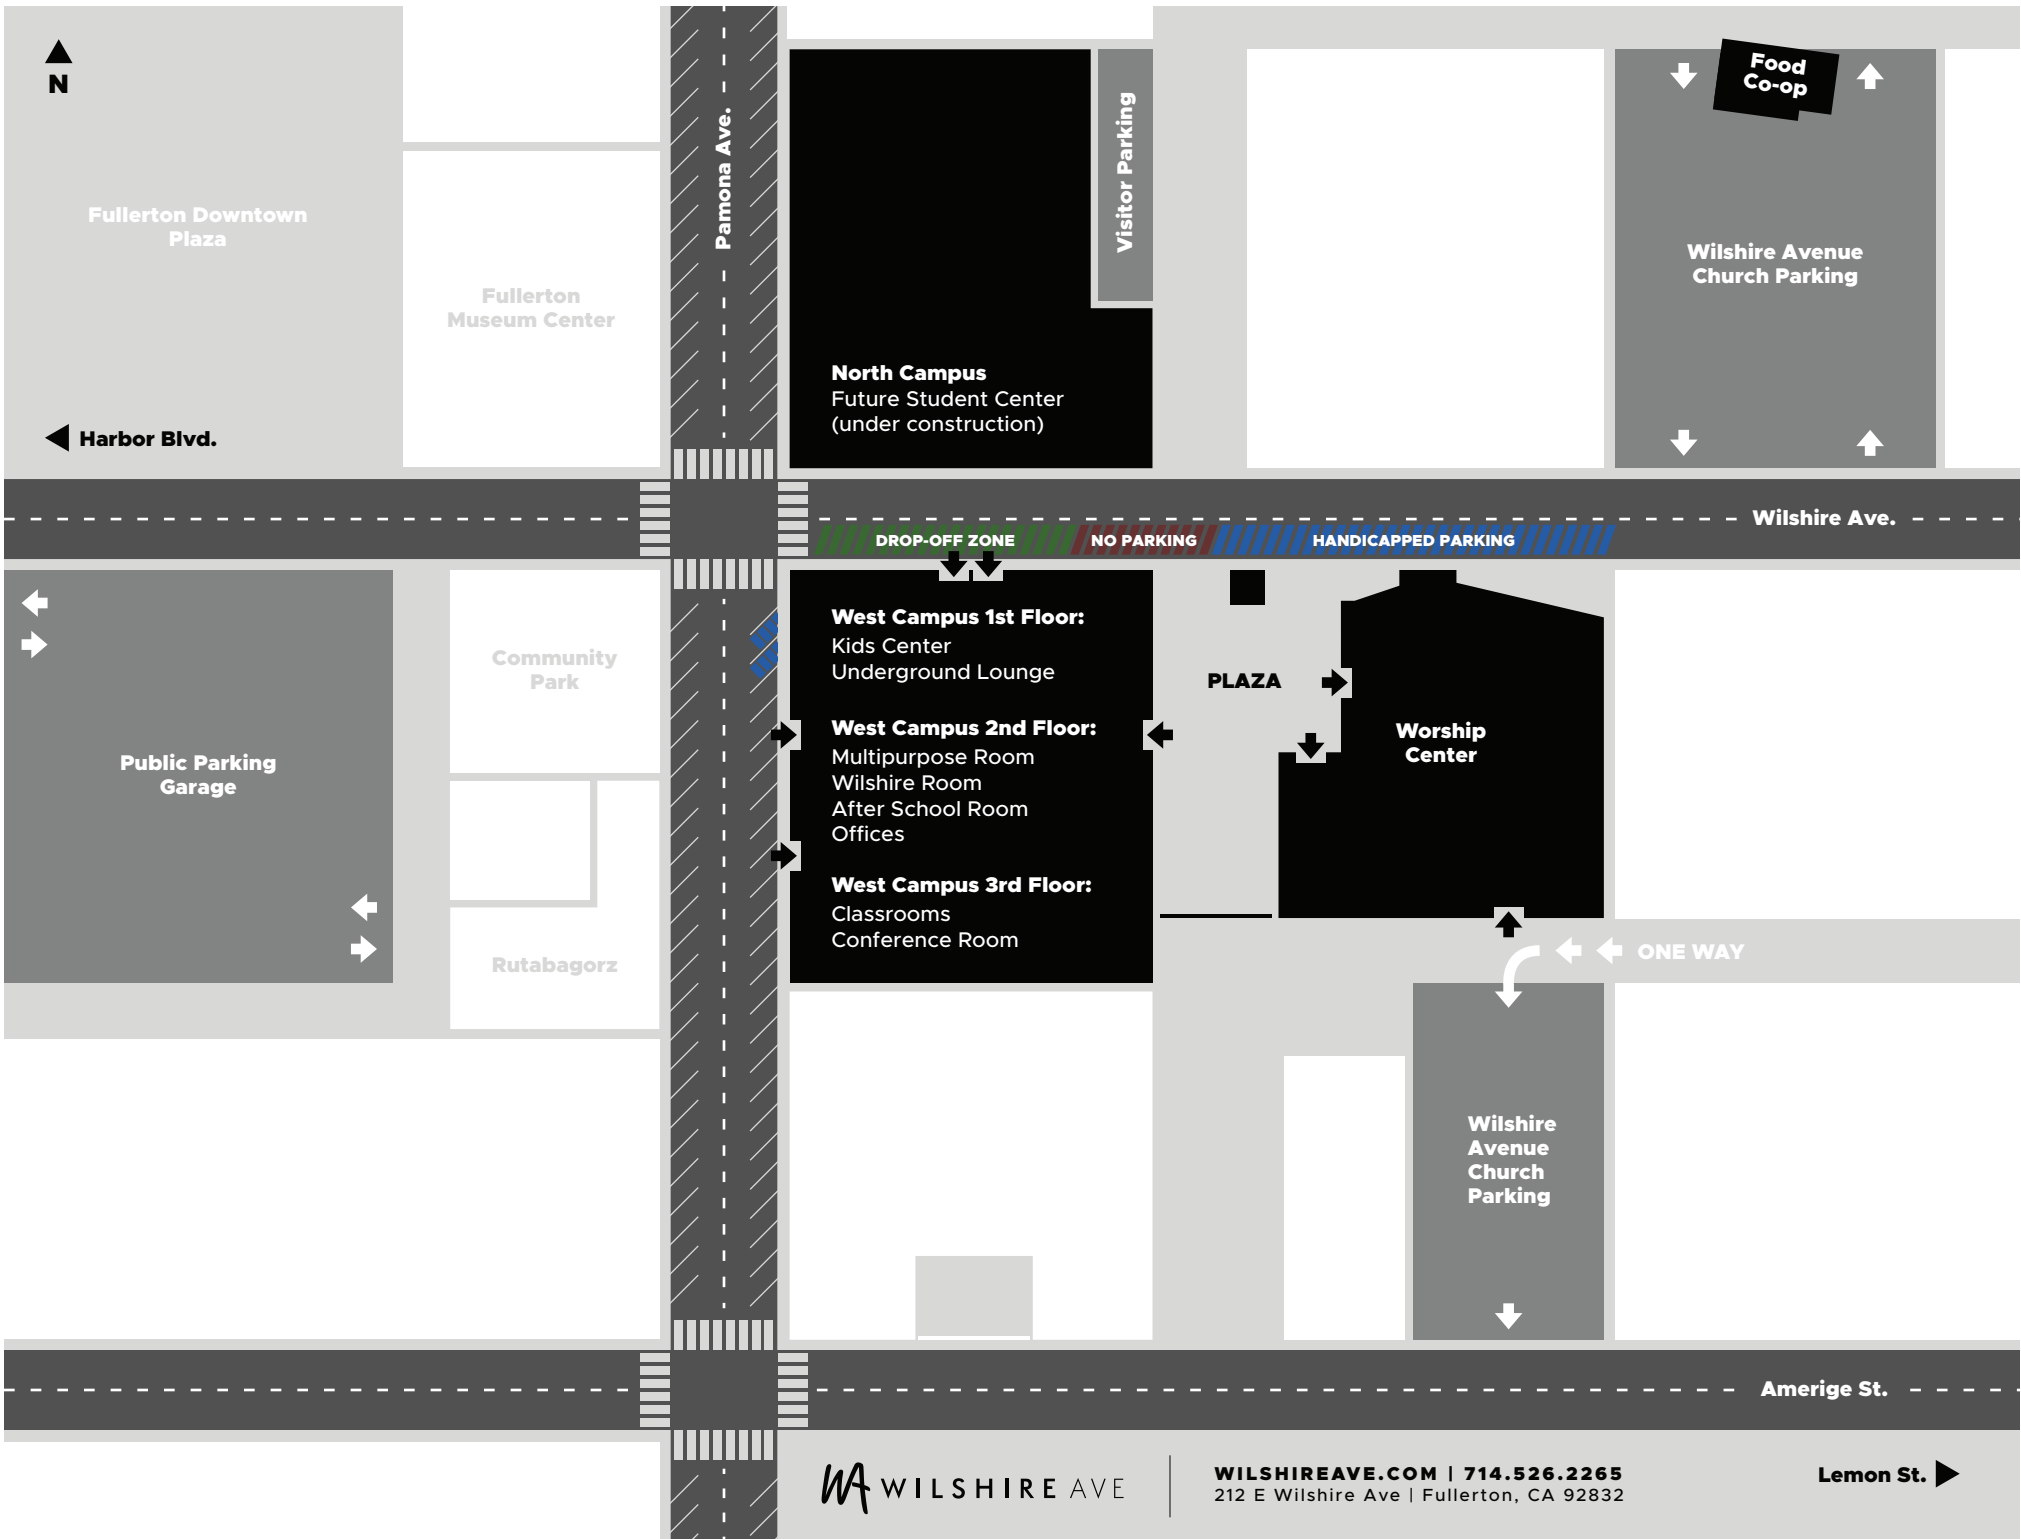 N
Fullerton Downtown
Plaza
Fullerton
Museum Center
Harbor Blvd.
Pamona Ave.
Visitor Parking
North Campus
Future Student Center
(under construction)
Food
Co-op
Wilshire Avenue
Church Parking
Wilshire Ave.
DROP-OFF ZONE
NO PARKING
HANDICAPPED PARKING
Public Parking
Garage
Community
Park
Rutabagorz
West Campus 1st Floor:
Kids Center
Underground Lounge
West Campus 2nd Floor:
Multipurpose Room
Wilshire Room
After School Room
Offices
West Campus 3rd Floor:
Classrooms
Conference Room
PLAZA
Worship
Center
ONE WAY
Wilshire
Avenue
Church
Parking
Amerige St.
WA WILSHIRE AVE
WILSHIREAVE.COM | 714.526.2265
212 E Wilshire Ave | Fullerton, CA 92832
Lemon St.